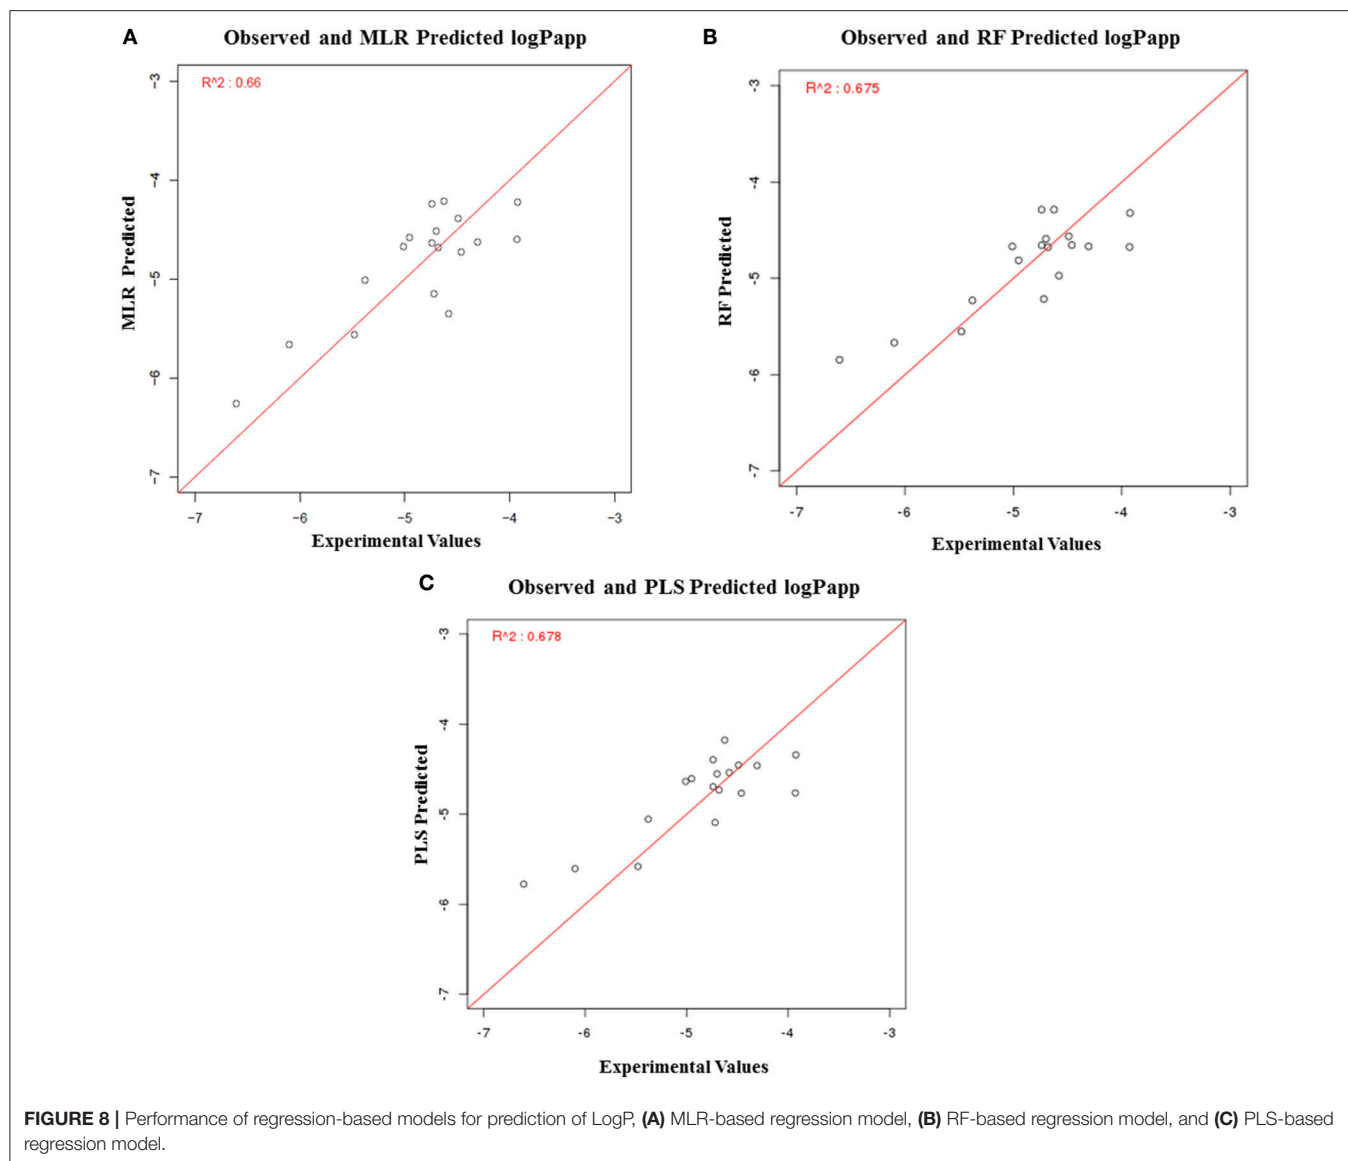 A
Observed and MLR Predicted logPapp
R^2 : 0.66
MLR Predicted
-3
-4
-5
-6
-7
-7 -6 -5 -4 -3
Experimental Values
B
Observed and RF Predicted logPapp
R^2 : 0.675
RF Predicted
-3
-4
-5
-6
-7
-7 -6 -5 -4 -3
Experimental Values
C
Observed and PLS Predicted logPapp
R^2 : 0.678
PLS Predicted
-3
-4
-5
-6
-7
-7 -6 -5 -4 -3
Experimental Values
FIGURE 8 | Performance of regression-based models for prediction of LogP, (A) MLR-based regression model, (B) RF-based regression model, and (C) PLS-based
regression model.